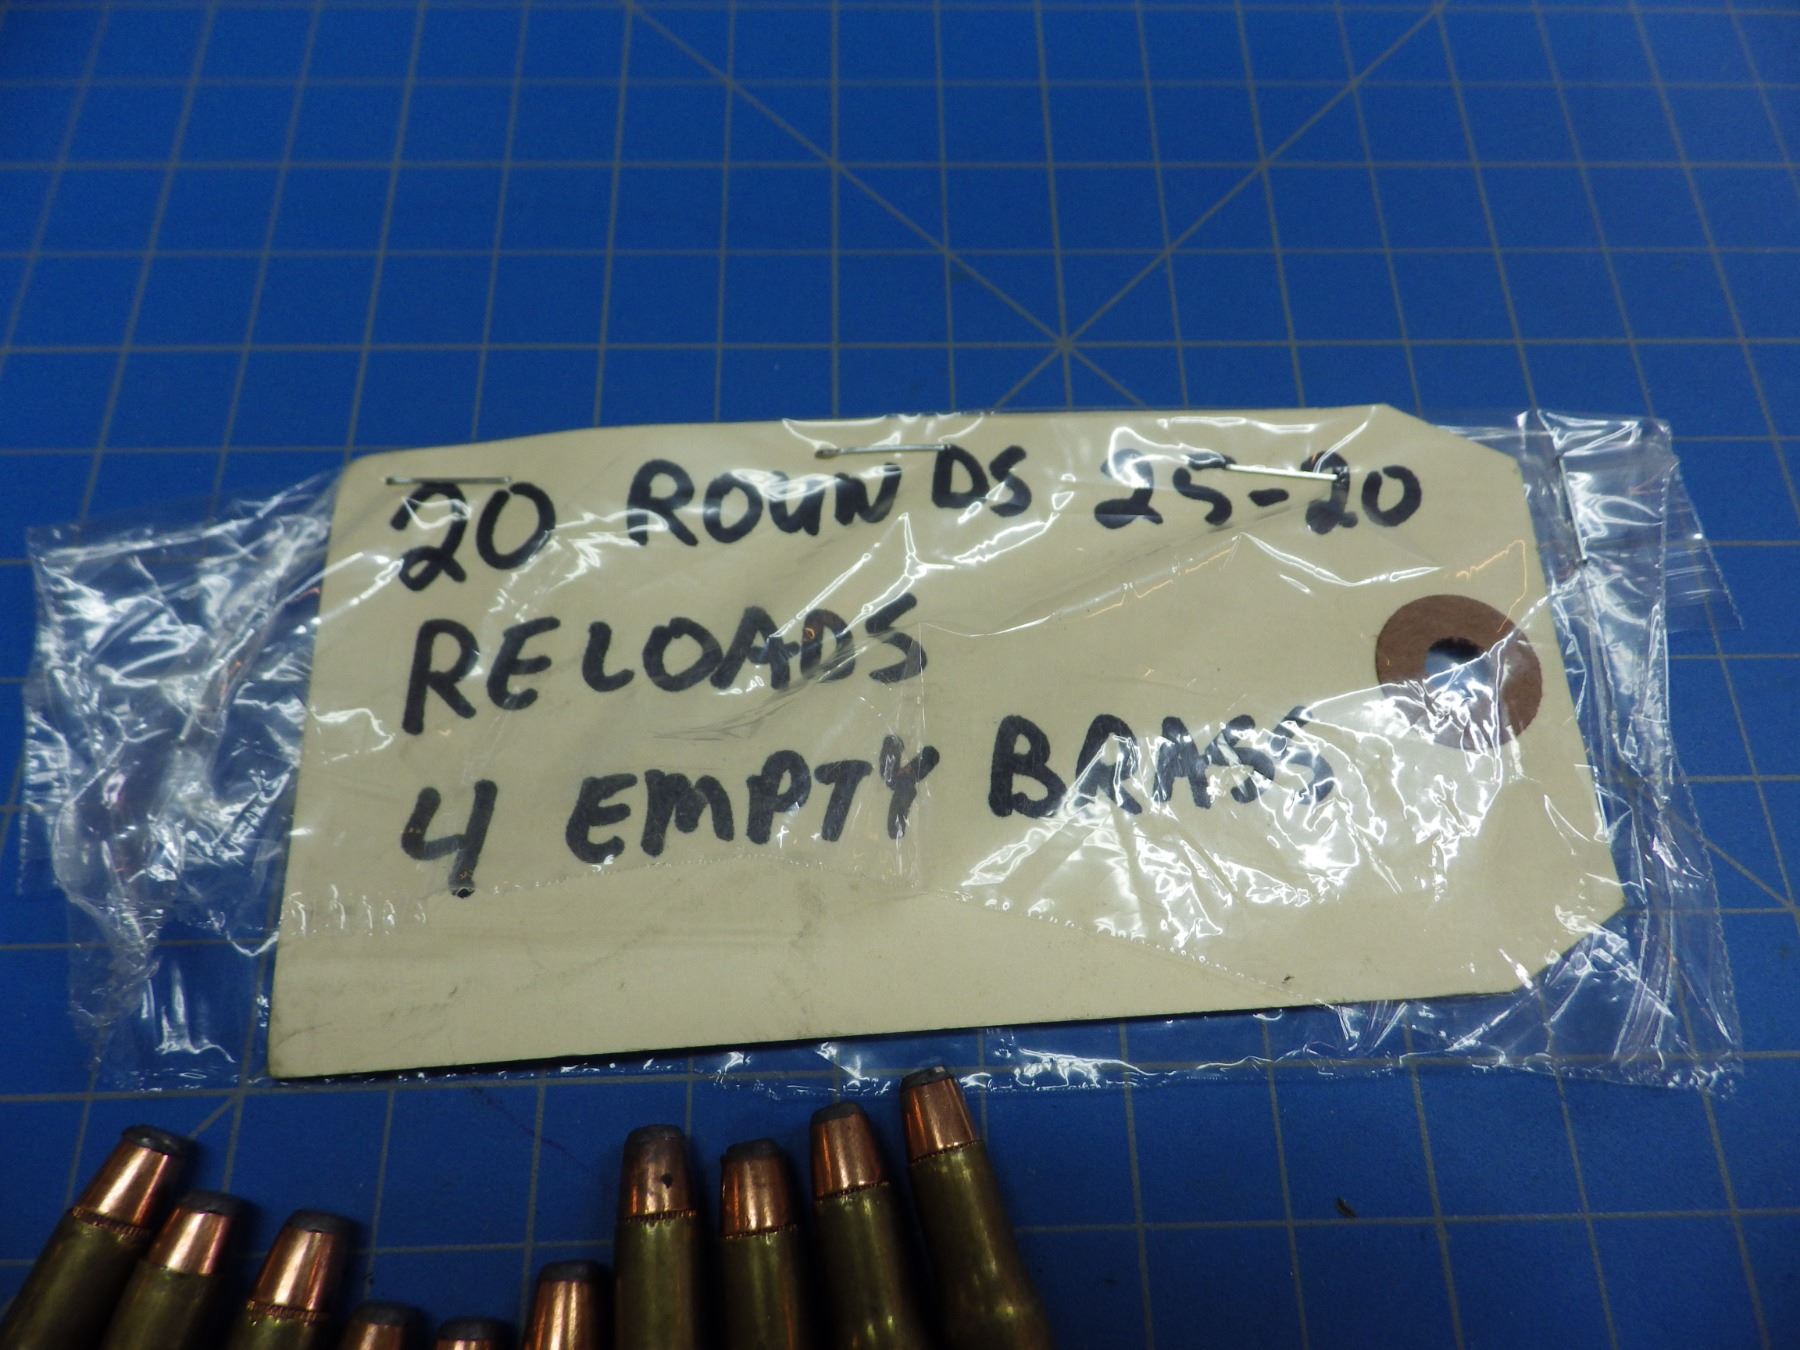 20 ROUNDS 25-20
RELOADS
4 EMPTY BRASS